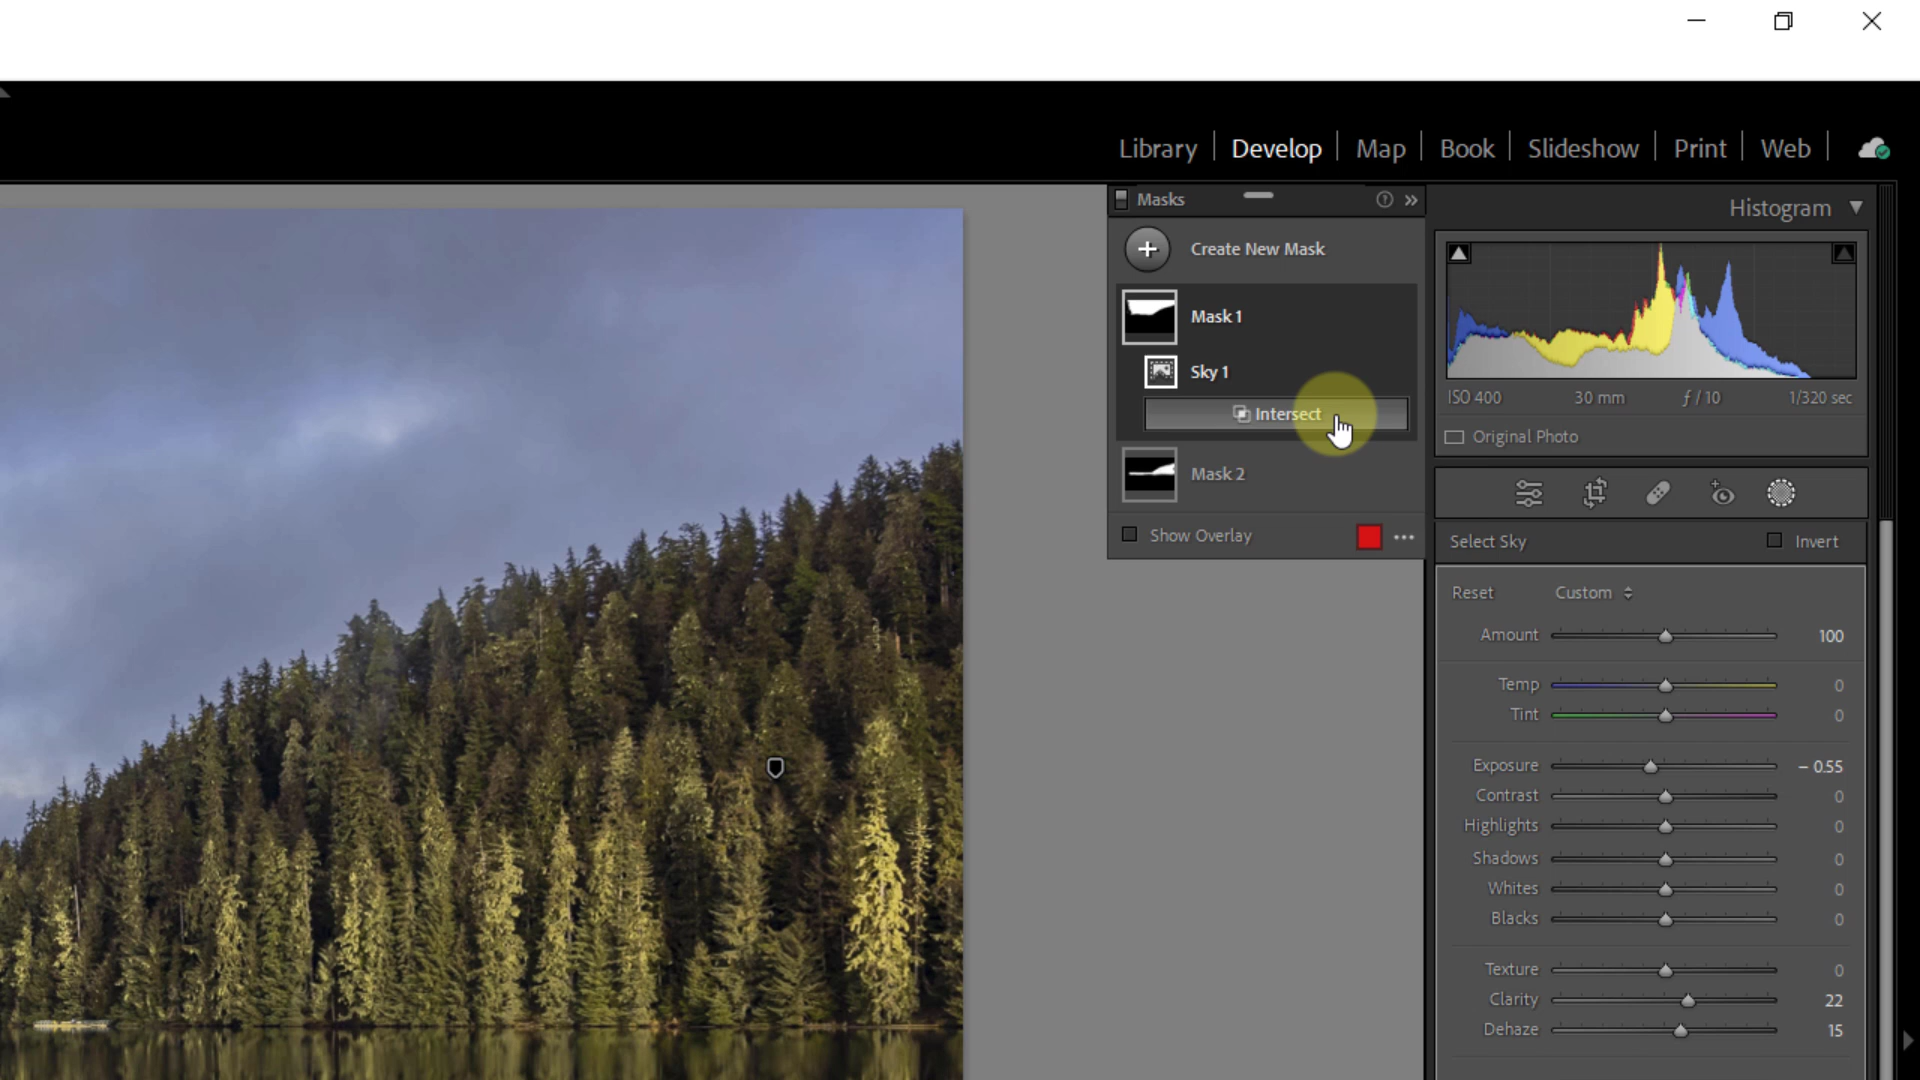 Library | Develop | Map | Book | Slideshow | Print | Web |
Masks
Create New Mask
Mask 1
Sky 1
Intersect
Mask 2
Show Overlay
Histogram
ISO 400 30 mm ƒ / 10 1/320 sec
Original Photo
Select Sky Invert
Reset Custom
Amount 100
Temp 0
Tint 0
Exposure – 0.55
Contrast 0
Highlights 0
Shadows 0
Whites 0
Blacks 0
Texture 0
Clarity 22
Dehaze 15